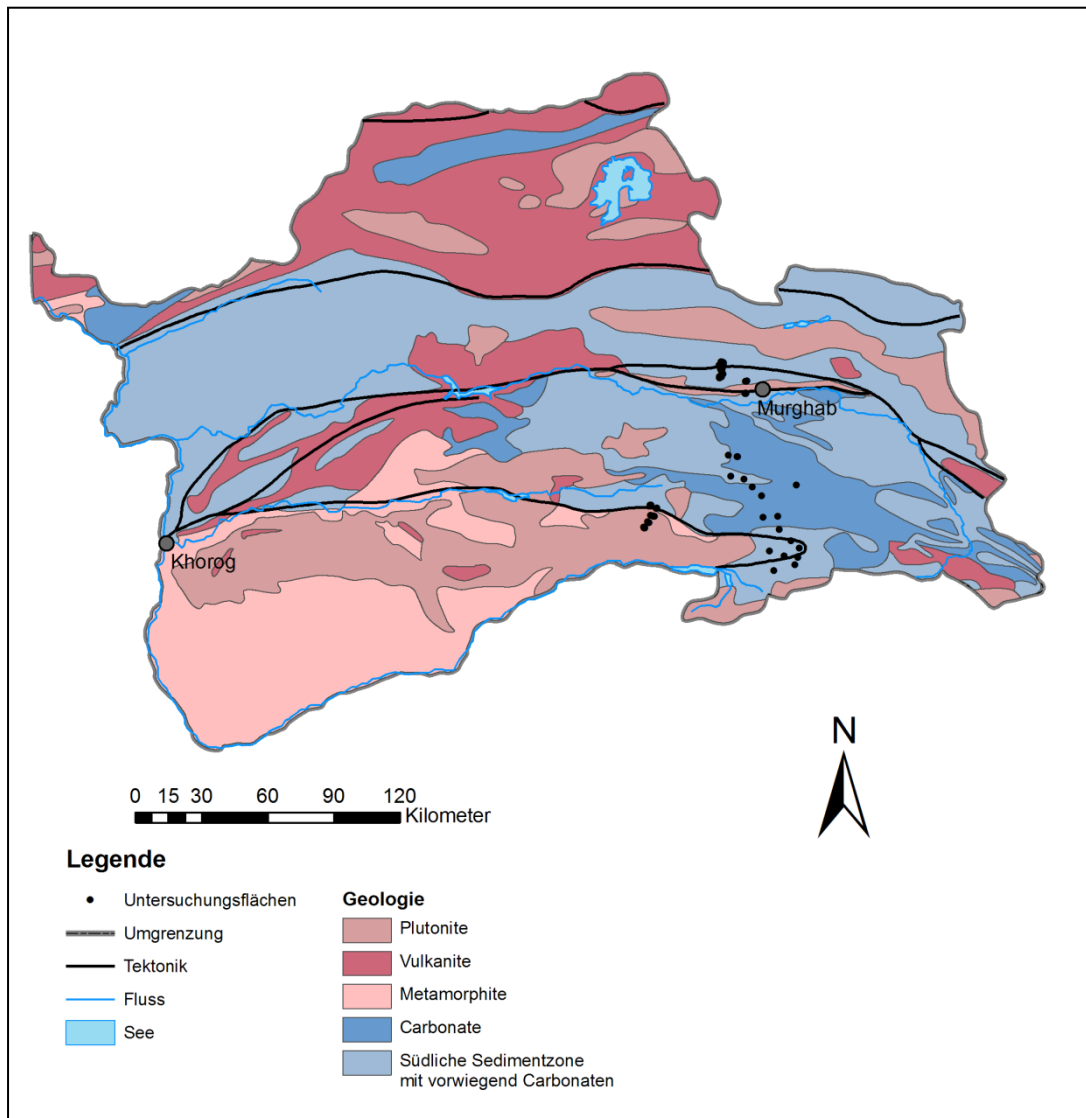 Murghab
Khorog
N
0 15 30 60 90 120
Kilometer
Legende
Untersuchungsflächen
Umgrenzung
Tektonik
Fluss
See
Geologie
Plutonite
Vulkanite
Metamorphite
Carbonate
Südliche Sedimentzone
mit vorwiegend Carbonaten